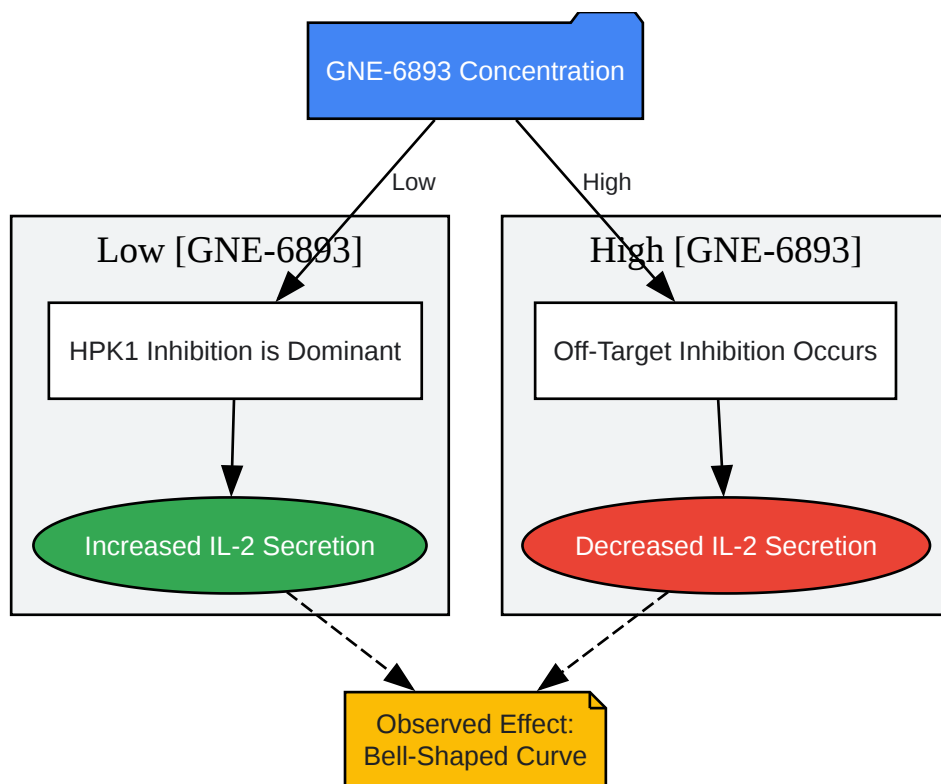 GNE-6893 Concentration
Low
High
Low [GNE-6893]
High [GNE-6893]
HPK1 Inhibition is Dominant
Off-Target Inhibition Occurs
Increased IL-2 Secretion
Decreased IL-2 Secretion
Observed Effect:
Bell-Shaped Curve